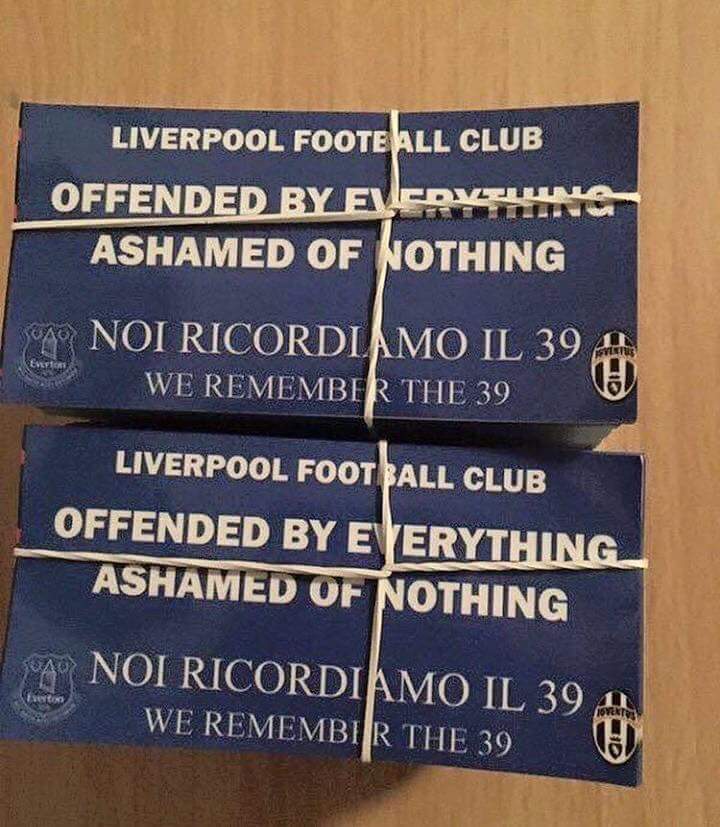 LIVERPOOL FOOTBALL CLUB
OFFENDED BY EVERYTHING
ASHAMED OF NOTHING
NOI RICORDIAMO IL 39
WE REMEMBER THE 39
Everton
JUVENTUS
LIVERPOOL FOOTBALL CLUB
OFFENDED BY EVERYTHING
ASHAMED OF NOTHING
NOI RICORDIAMO IL 39
WE REMEMBER THE 39
Everton
JUVENTUS